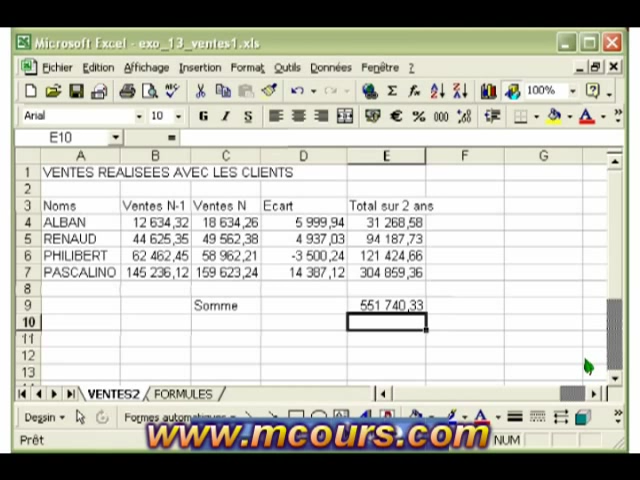 Microsoft Excel - exo_13_ventes1.xls
Fichier Edition Affichage Insertion Format Outils Données Fenêtre ?
100%
Arial 10 G I S € % 000
E10 =
A B C D E F G
1 VENTES REALISEES AVEC LES CLIENTS
2
3 Noms Ventes N-1 Ventes N Ecart Total sur 2 ans
4 ALBAN 12 634,32 18 634,26 5 999,94 31 268,58
5 RENAUD 44 625,35 49 562,38 4 937,03 94 187,73
6 PHILIBERT 62 462,45 58 962,21 -3 500,24 121 424,66
7 PASCALINO 145 236,12 159 623,24 14 387,12 304 859,36
8
9 Somme 551 740,33
10
11
12
13
VENTES2 FORMULES
Dessin Formes automatiques
www.mcours.com
Prêt NUM